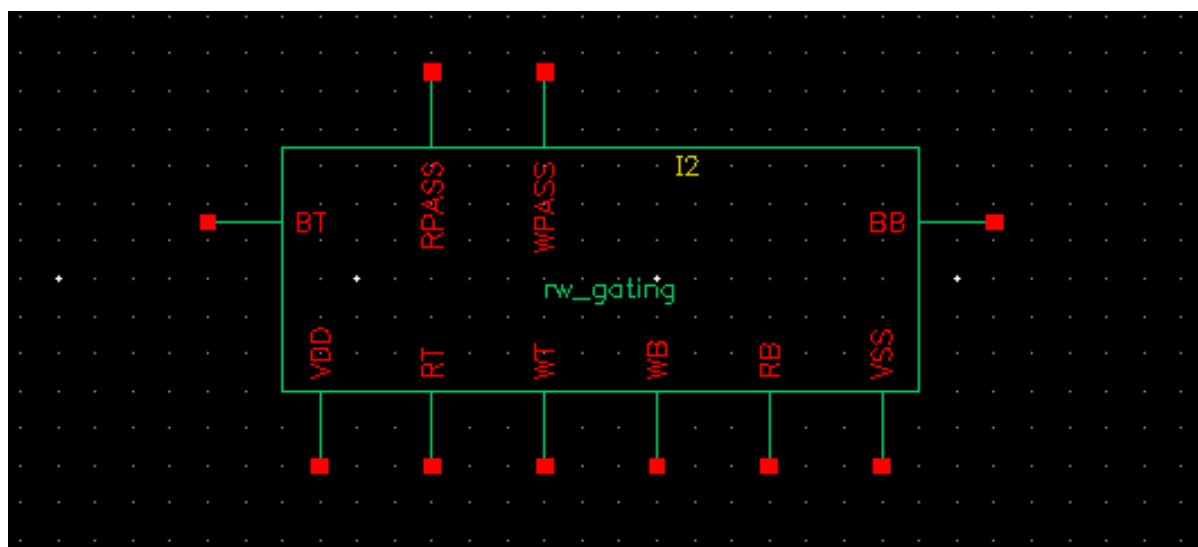 I2
BT
RPASS
WPASS
BB
rw_gating
VDD
RT
WT
WB
RB
VSS